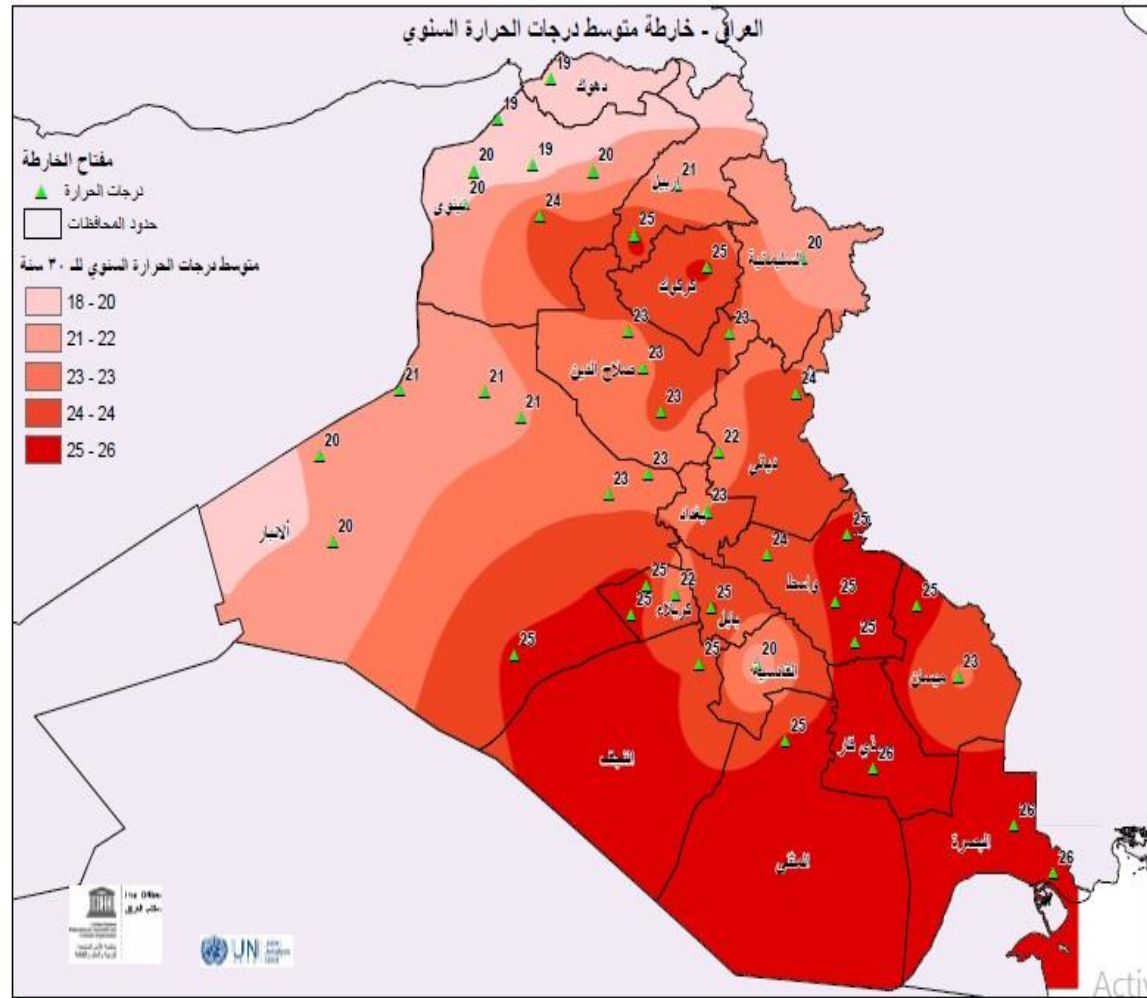 العراق - خارطة متوسط درجات الحرارة السنوي
مفتاح الخارطة
درجات الحرارة
حدود المحافظات
متوسط درجات الحرارة السنوي للـ ٣٠ سنة
18 - 20
21 - 22
23 - 23
24 - 24
25 - 26
19
دهوك
19
19
20
20
20
نينوى
21
اربيل
24
25
20
السليمانية
25
كركوك
23
23
23
صلاح الدين
24
21
21
21
23
22
ديالى
20
23
23
23
بغداد
20
الانبار
25
24
واسط
25
22
25
كربلاء
25
بابل
25
25
25
25
25
20
القادسية
23
ميسان
25
النجف
ذي قار
26
26
البصرة
المثنى
26
UN
Activ